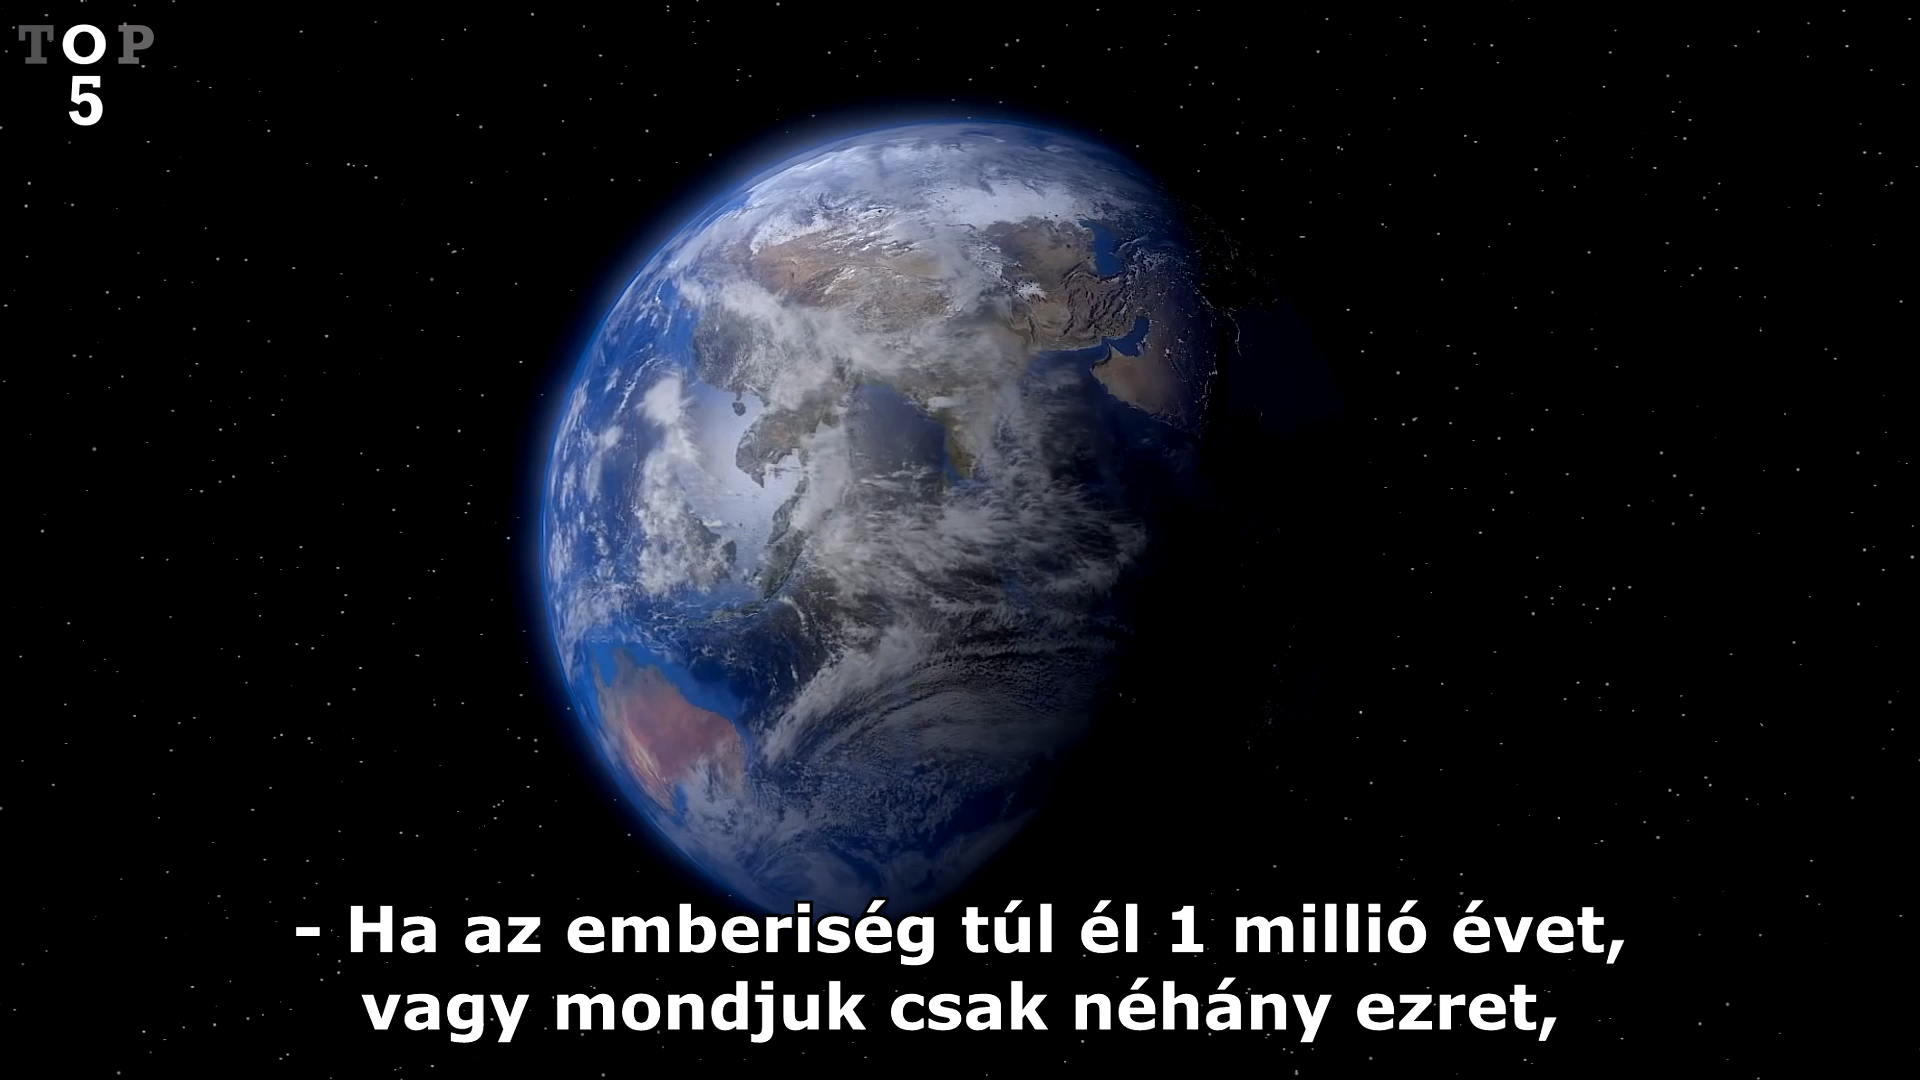 TOP
5
- Ha az emberiség túl él 1 millió évet,
vagy mondjuk csak néhány ezret,